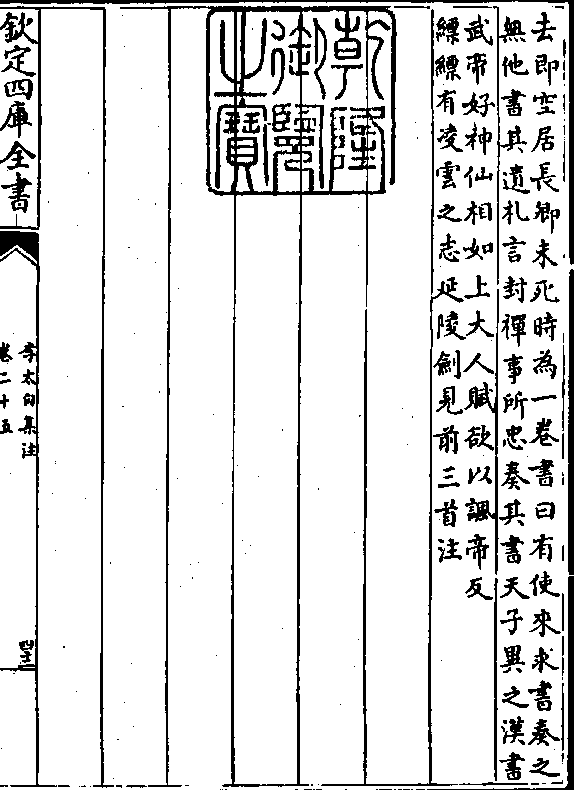 去即空居長卿未死時為一卷書曰有使來求書奏之
無他書其遺札言封禪事所忠奏其書天子異之漢書
武帝好神仙相如上大人賦欲以諷帝反
縹縹有凌雲之志延陵劍見前三首注
乾隆
御覽
之寶
欽定四庫全書
李太白集注
卷二十五